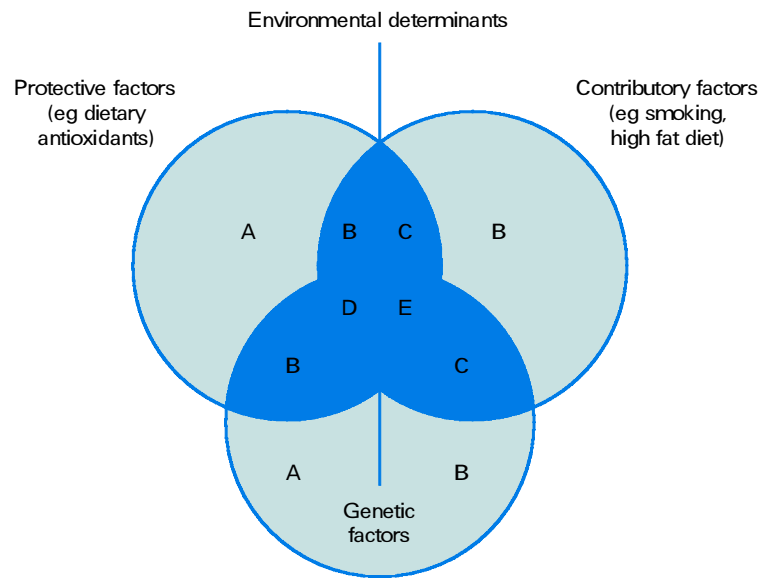 Environmental determinants
Protective factors
(eg dietary
antioxidants)
Contributory factors
(eg smoking,
high fat diet)
A B C B
D E
B C
A B
Genetic
factors